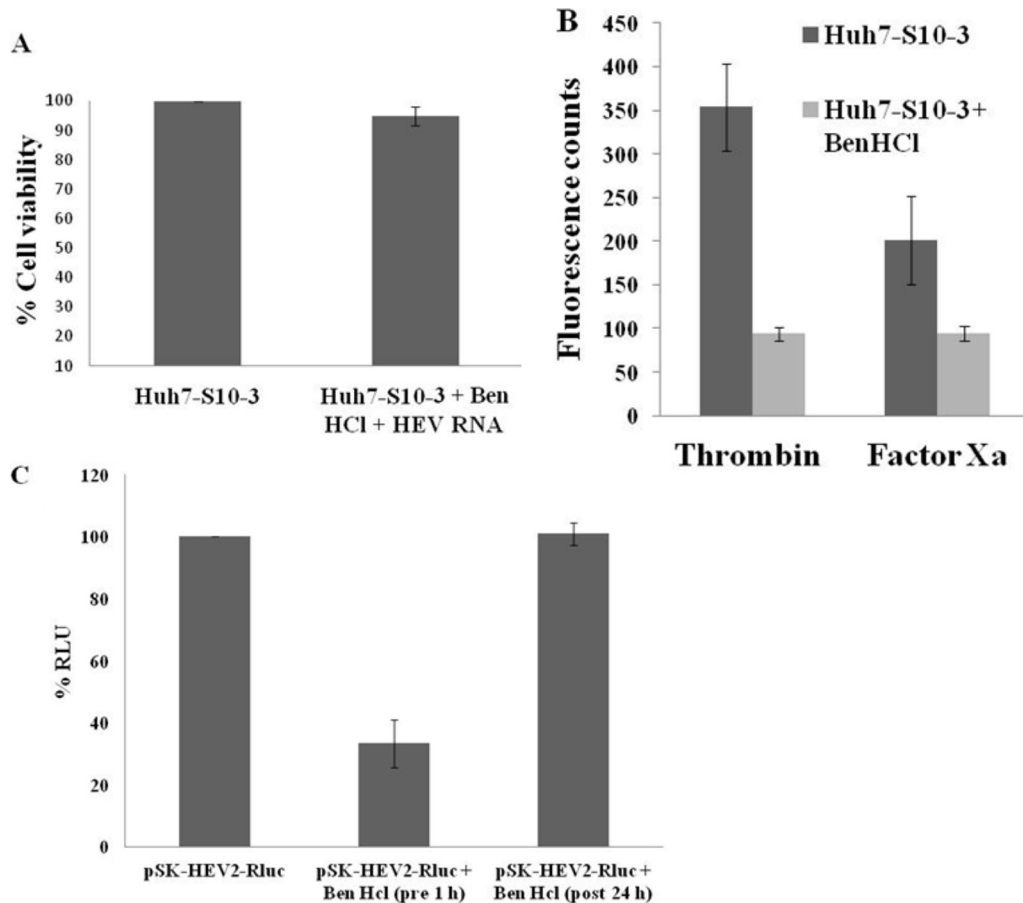 A
% Cell viability
100
90
80
70
60
50
40
30
20
10
Huh7-S10-3
Huh7-S10-3 + Ben
HCl + HEV RNA
B
Fluorescence counts
450
400
350
300
250
200
150
100
50
0
Huh7-S10-3
Huh7-S10-3+
BenHCl
Thrombin
Factor Xa
C
% RLU
120
100
80
60
40
20
0
pSK-HEV2-Rluc
pSK-HEV2-Rluc +
Ben Hcl (pre 1 h)
pSK-HEV2-Rluc +
Ben Hcl (post 24 h)